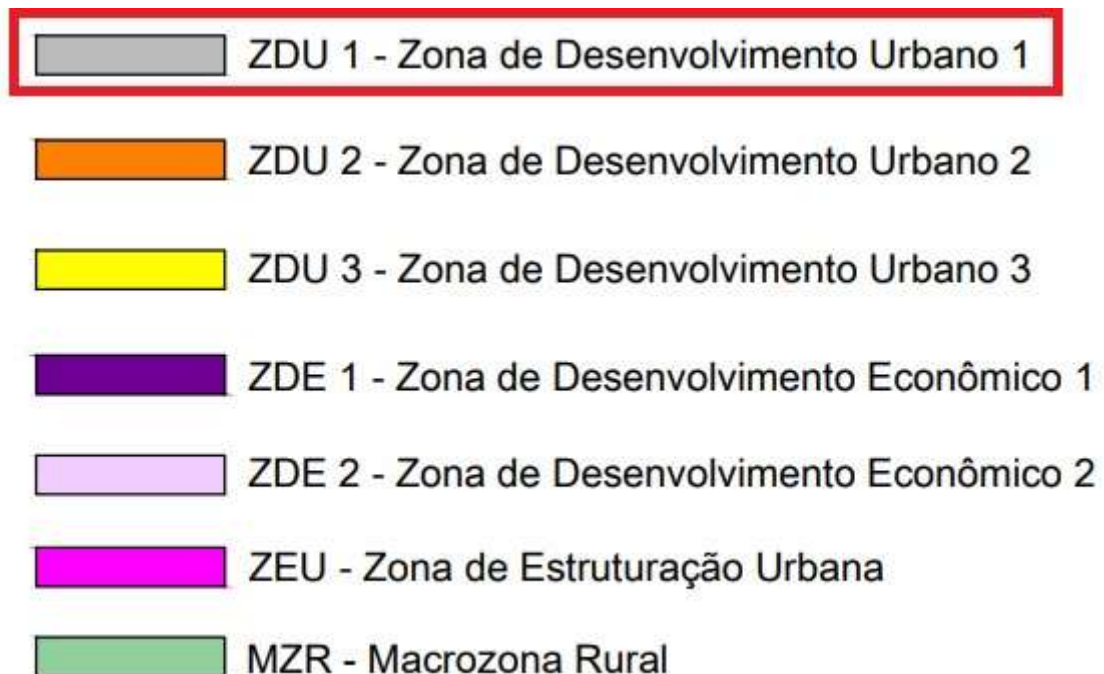 ZDU 1 - Zona de Desenvolvimento Urbano 1
ZDU 2 - Zona de Desenvolvimento Urbano 2
ZDU 3 - Zona de Desenvolvimento Urbano 3
ZDE 1 - Zona de Desenvolvimento Econômico 1
ZDE 2 - Zona de Desenvolvimento Econômico 2
ZEU - Zona de Estruturação Urbana
MZR - Macrozona Rural